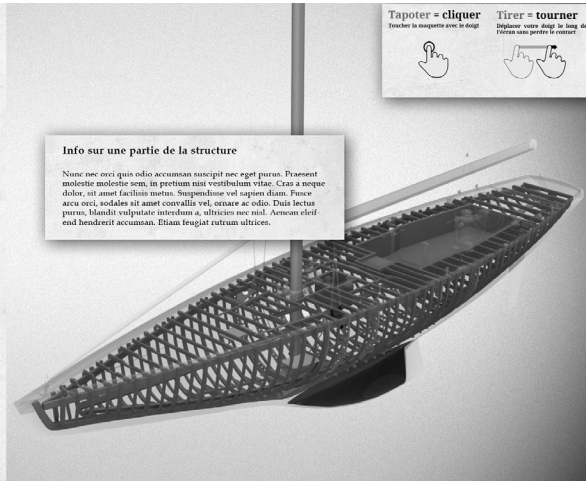 Tapoter = cliquer
Toucher la maquette avec le doigt
Tirer = tourner
Déplacer votre doigt le long de
l'écran sans perdre le contact
Info sur une partie de la structure
Nunc nec orci quis odio accumsan suscipit nec eget purus. Praesent
molestie molestie sem, in pretium nisi vestibulum vitae. Cras a neque
dolor, sit amet facilisis metus. Suspendisse vel sapien diam. Fusce
arcu orci, sodales sit amet convallis vel, ornare ac odio. Duis lectus
purus, blandit vulputate interdum a, ultricies nec nisl. Aenean eleif-
end hendrerit accumsan. Etiam feugiat rutrum ultrices.